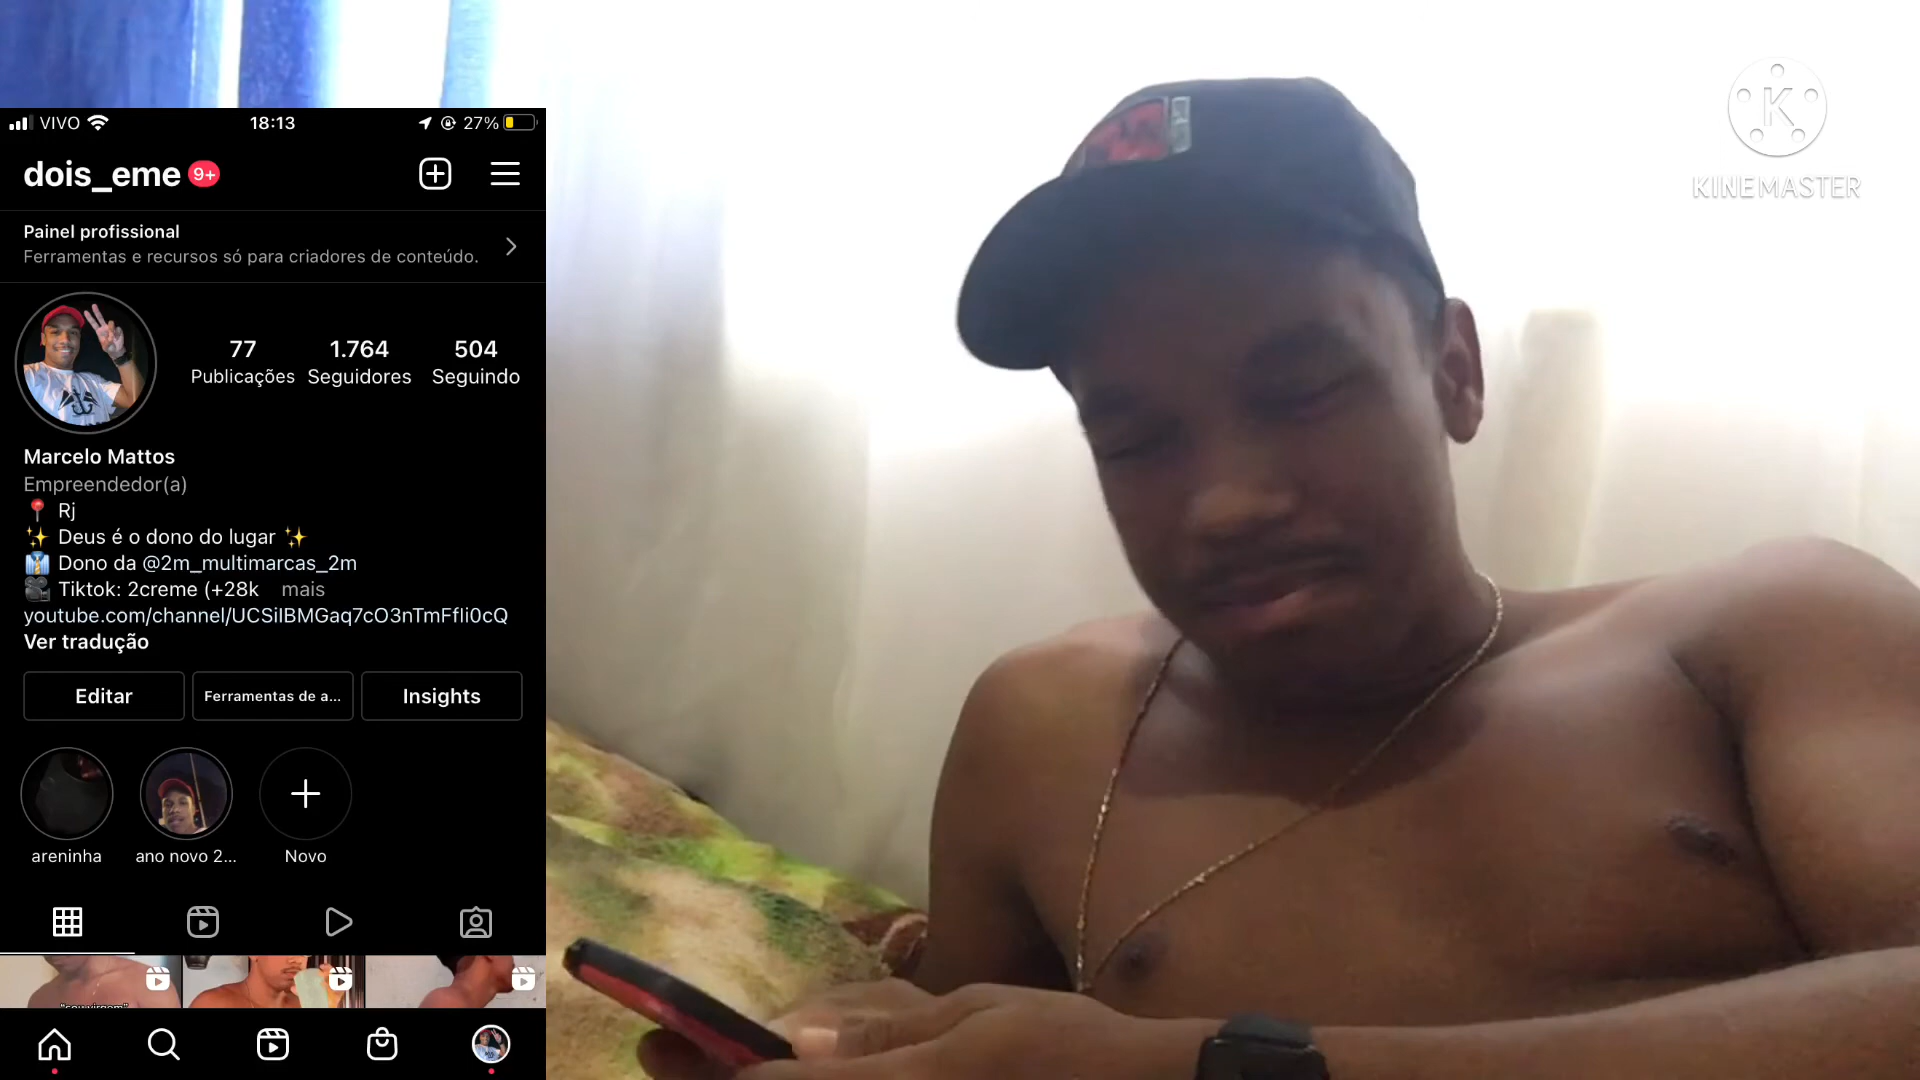 VIVO 18:13 27%
dois_eme 9+
Painel profissional
Ferramentas e recursos só para criadores de conteúdo.
77 1.764 504
Publicações Seguidores Seguindo
Marcelo Mattos
Empreendedor(a)
📍 Rj
✨ Deus é o dono do lugar ✨
👔 Dono da @2m_multimarcas_2m
🎥 Tiktok: 2creme (+28k mais
youtube.com/channel/UCSilBMGaq7cO3nTmFfli0cQ
Ver tradução
Editar Ferramentas de a... Insights
areninha ano novo 2... Novo
K
KINEMASTER